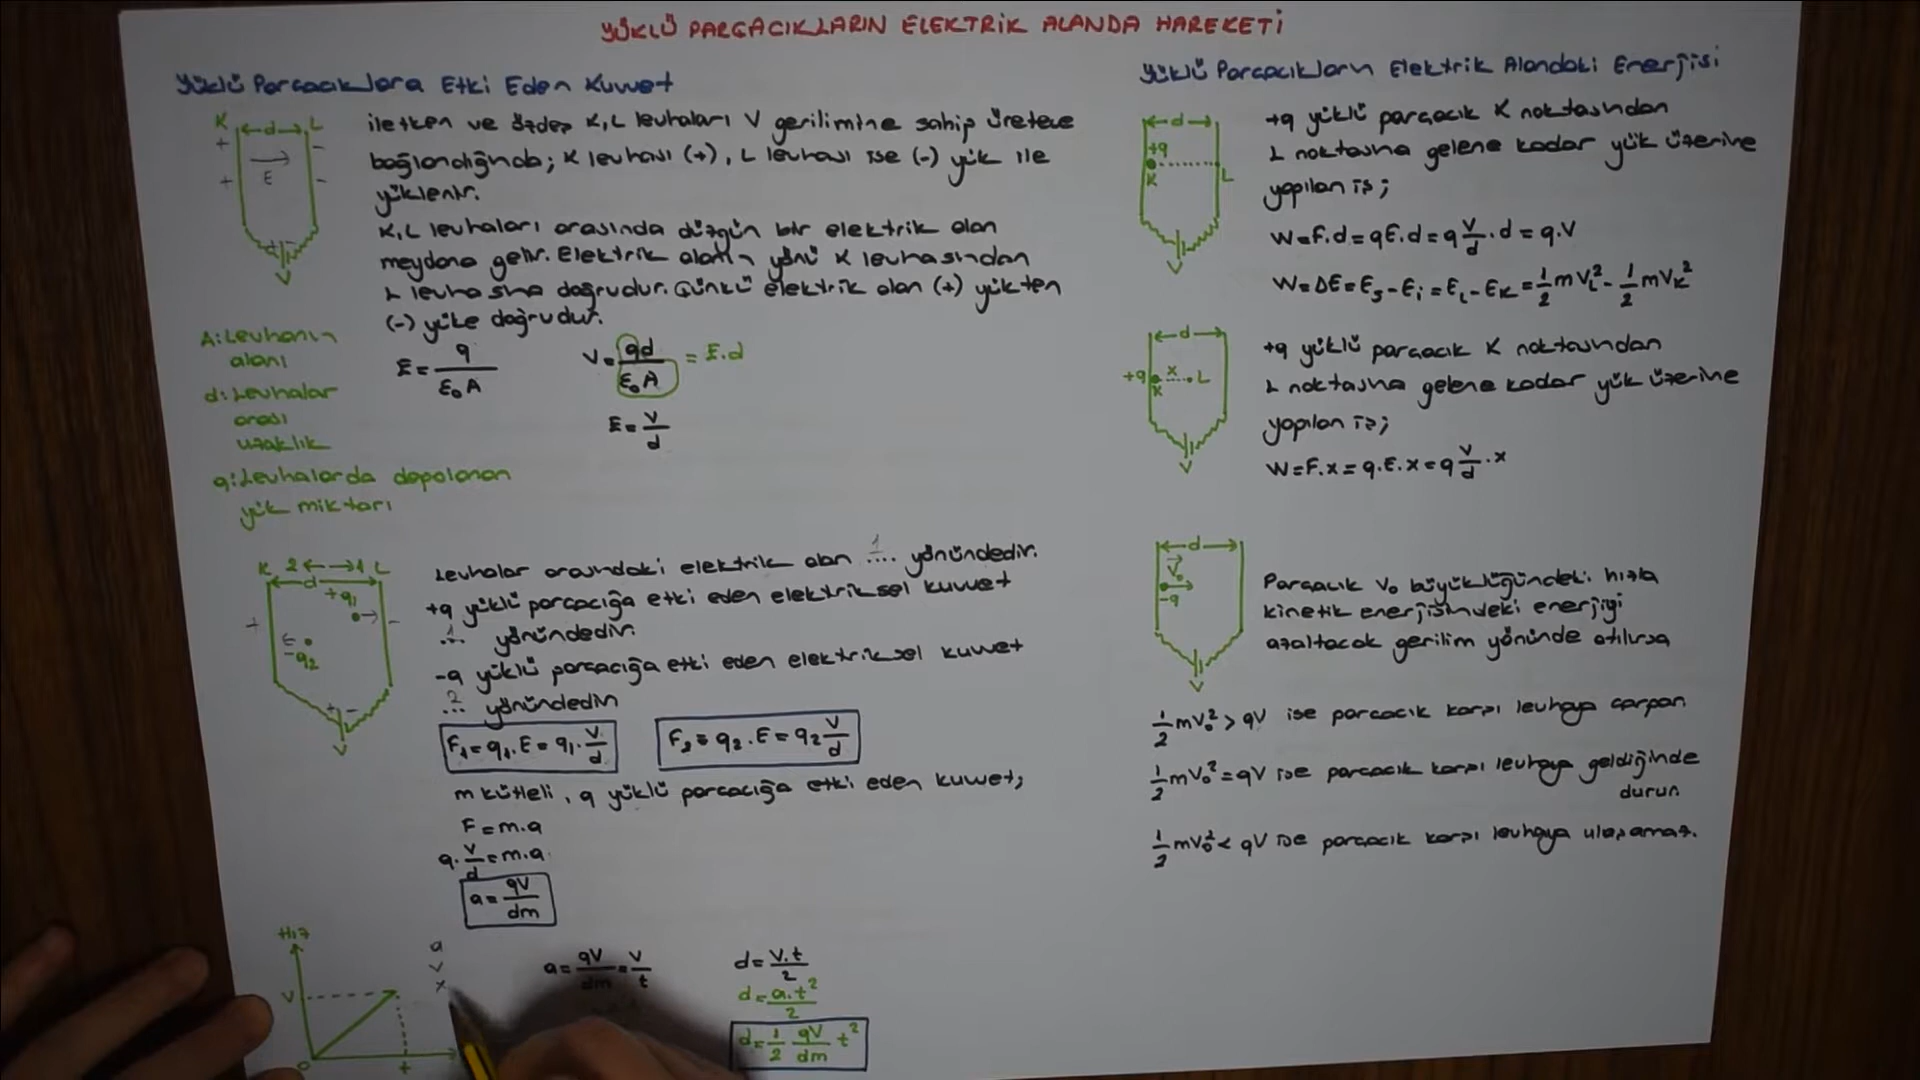 YÜKLÜ PARÇACIKLARIN ELEKTRİK ALANDA HAREKETİ
Yüklü Parçacıklara Etki Eden Kuvvet
K d L
+ -
E
+ -
+ -
V
iletken ve özdeş K, L levhaları V gerilimine sahip üretece
bağlandığında; K levhası (+), L levhası ise (-) yük ile
yüklenir.
K, L levhaları arasında düzgün bir elektrik alan
meydana gelir. Elektrik alanın yönü K levhasından
L levhasına doğrudur. Çünkü elektrik alan (+) yükten
(-) yüke doğrudur.
A: Levhanın
alanı
d: Levhalar
arası
uzaklık
q: Levhalarda depolanan
yük miktarı
E = q / ε₀A
V = qd / ε₀A = E.d
E = V / d
K 2 ← → 1 L
d
+q₁
+ -
-q₂
+ -
V
Levhalar arasındaki elektrik alan ..1.. yönündedir.
+q yüklü parçacığa etki eden elektriksel kuvvet
..1. yönündedir.
-q yüklü parçacığa etki eden elektriksel kuvvet
..2. yönündedir
F₁ = q₁.E = q₁.V/d
F₂ = q₂.E = q₂ V/d
m kütleli, q yüklü parçacığa etki eden kuvvet;
F = m.a
q.V/d = m.a
a = qV/dm
Hız
V
0 t
a
v
x
a = qV/dm = V/t
d = V.t/2
d = a.t²/2
d = 1/2 qV/dm t²
Yüklü Parçacıkların Elektrik Alandaki Enerjisi
d
+q
K L
V
+q yüklü parçacık K noktasından
L noktasına gelene kadar yük üzerine
yapılan iş;
W = F.d = qE.d = q V/d .d = q.V
W = ΔE = Es - Ei = EL - EK = 1/2 mVL² - 1/2 mVK²
d
+q x L
K
V
+q yüklü parçacık K noktasından
L noktasına gelene kadar yük üzerine
yapılan iş;
W = F.x = q.E.x = q V/d .x
d
V₀
-q
V
Parçacık V₀ büyüklüğündeki hızla
kinetik enerjisindeki enerjiyi
azaltacak gerilim yönünde atılırsa
1/2 mV₀² > qV ise parçacık karşı levhaya çarpar.
1/2 mV₀² = qV ise parçacık karşı levhaya geldiğinde
durur.
1/2 mV₀² < qV ise parçacık karşı levhaya ulaşamaz.